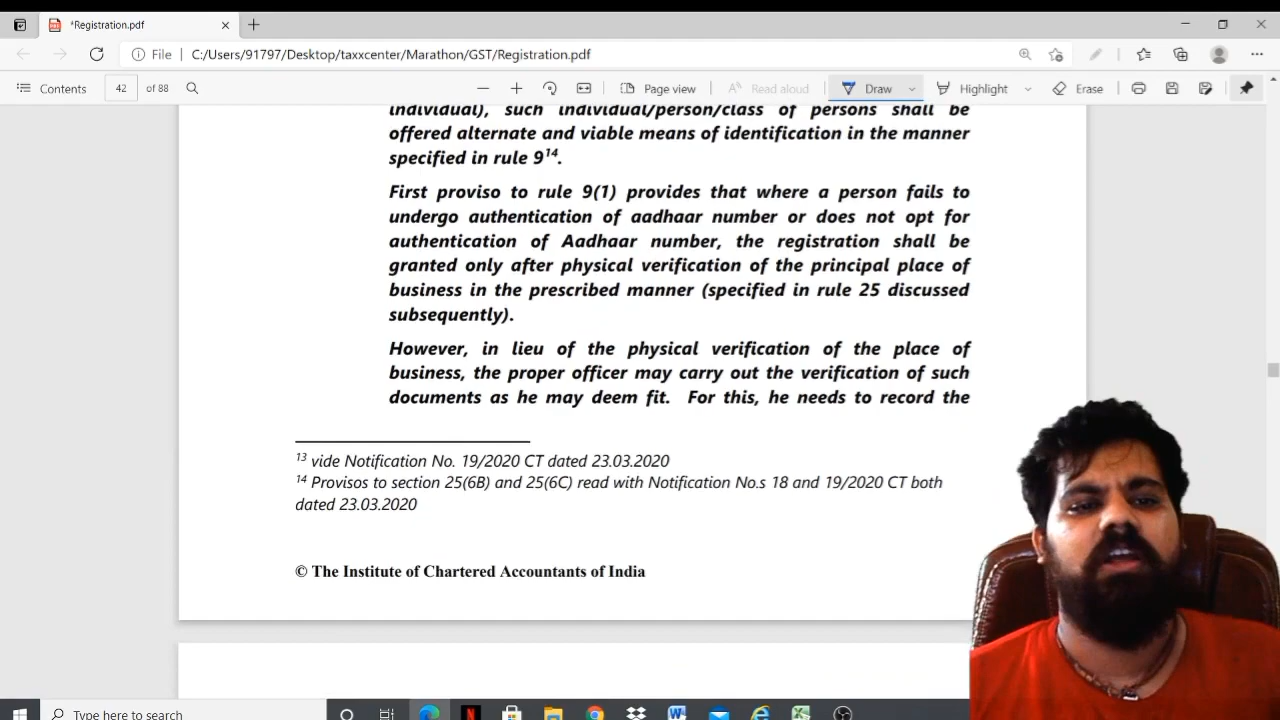 *Registration.pdf
File
C:/Users/91797/Desktop/taxxcenter/Marathon/GST/Registration.pdf
Contents
42 of 88
Page view
Read aloud
Draw
Highlight
Erase
individual), such individual/person/class of persons shall be
offered alternate and viable means of identification in the manner
specified in rule 9¹⁴.
First proviso to rule 9(1) provides that where a person fails to
undergo authentication of aadhaar number or does not opt for
authentication of Aadhaar number, the registration shall be
granted only after physical verification of the principal place of
business in the prescribed manner (specified in rule 25 discussed
subsequently).
However, in lieu of the physical verification of the place of
business, the proper officer may carry out the verification of such
documents as he may deem fit. For this, he needs to record the
¹³ vide Notification No. 19/2020 CT dated 23.03.2020
¹⁴ Provisos to section 25(6B) and 25(6C) read with Notification No.s 18 and 19/2020 CT both
dated 23.03.2020
© The Institute of Chartered Accountants of India
Type here to search